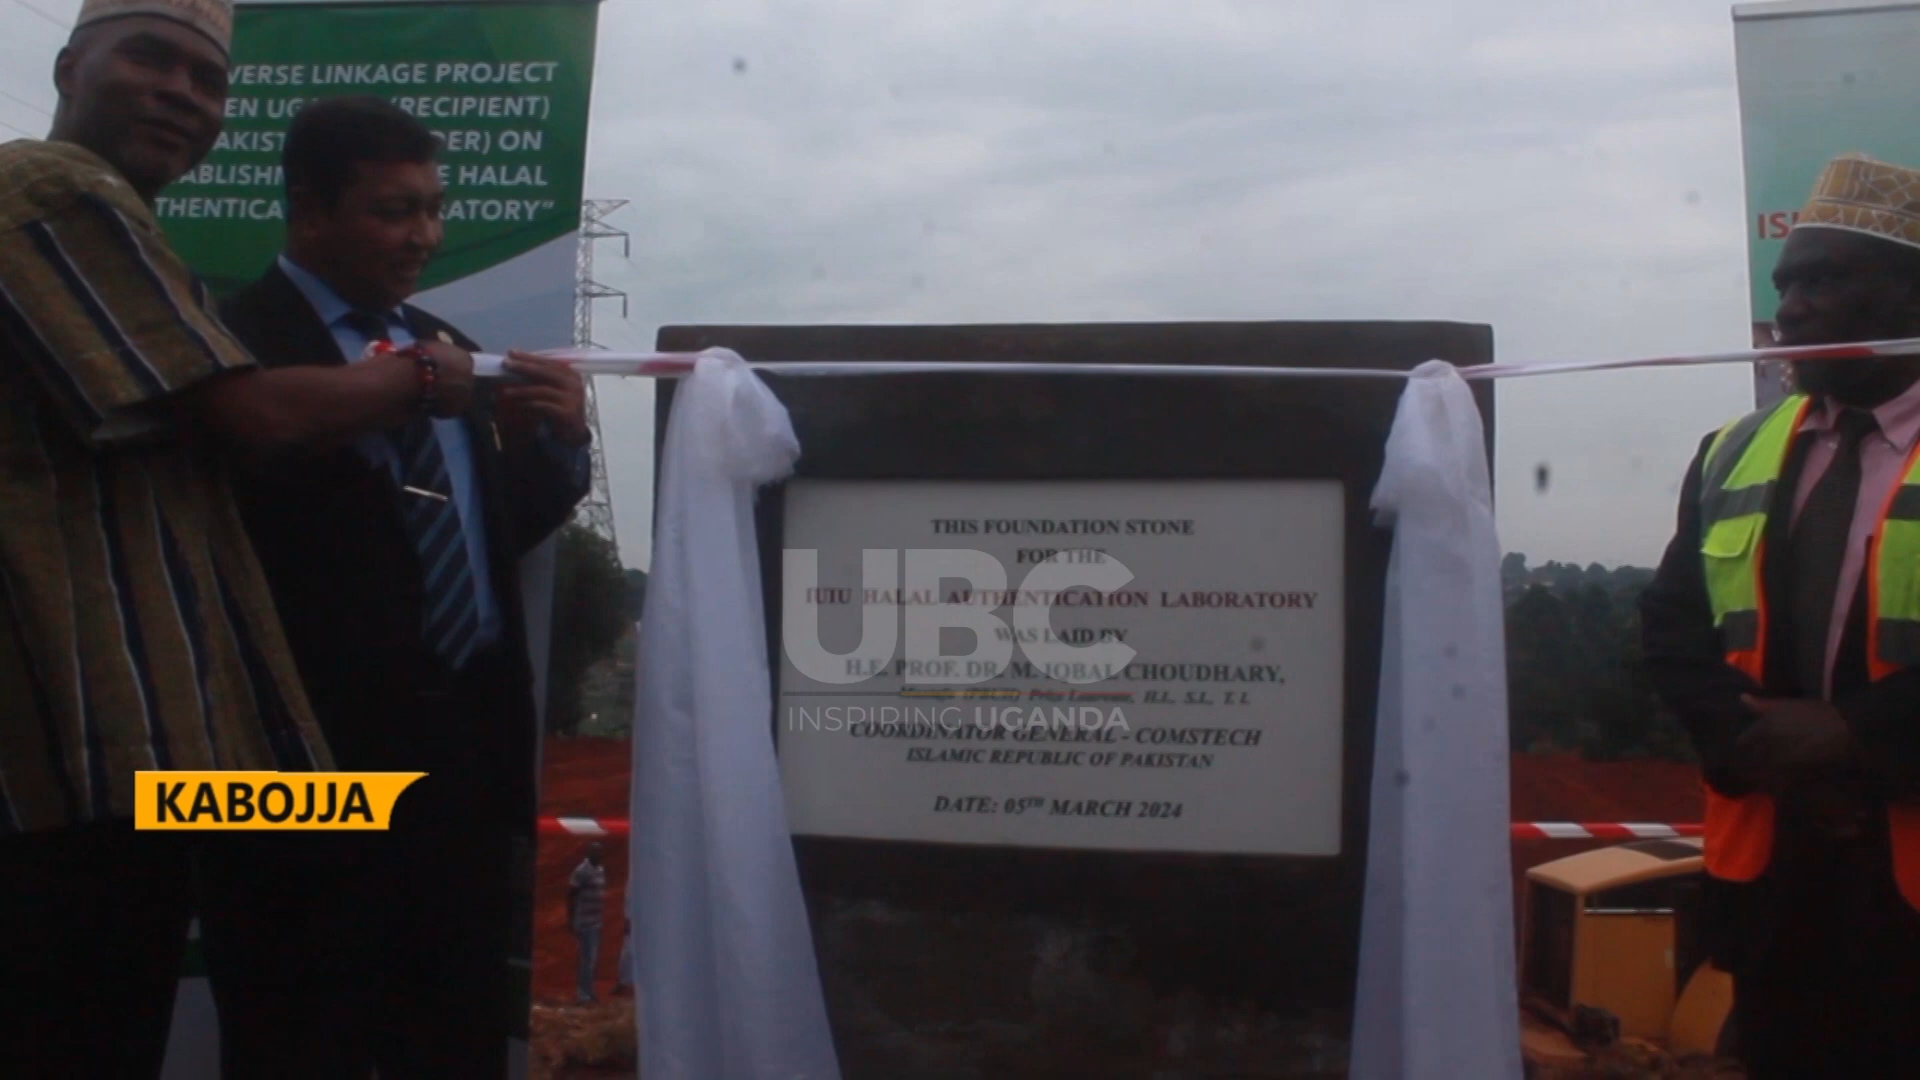 VERSE LINKAGE PROJECT
EN UG (RECIPIENT)
AKIST DER) ON
ABLISHM E HALAL
THENTICA RATORY”
IS
THIS FOUNDATION STONE
FOR THE
IUIU HALAL AUTHENTICATION LABORATORY
WAS LAID BY
H.E. PROF. DR. M. IQBAL CHOUDHARY,
Prize Laureate, H.I., S.I., T. I.
COORDINATOR GENERAL - COMSTECH
ISLAMIC REPUBLIC OF PAKISTAN
DATE: 05TH MARCH 2024
UBC
INSPIRING UGANDA
KABOJJA